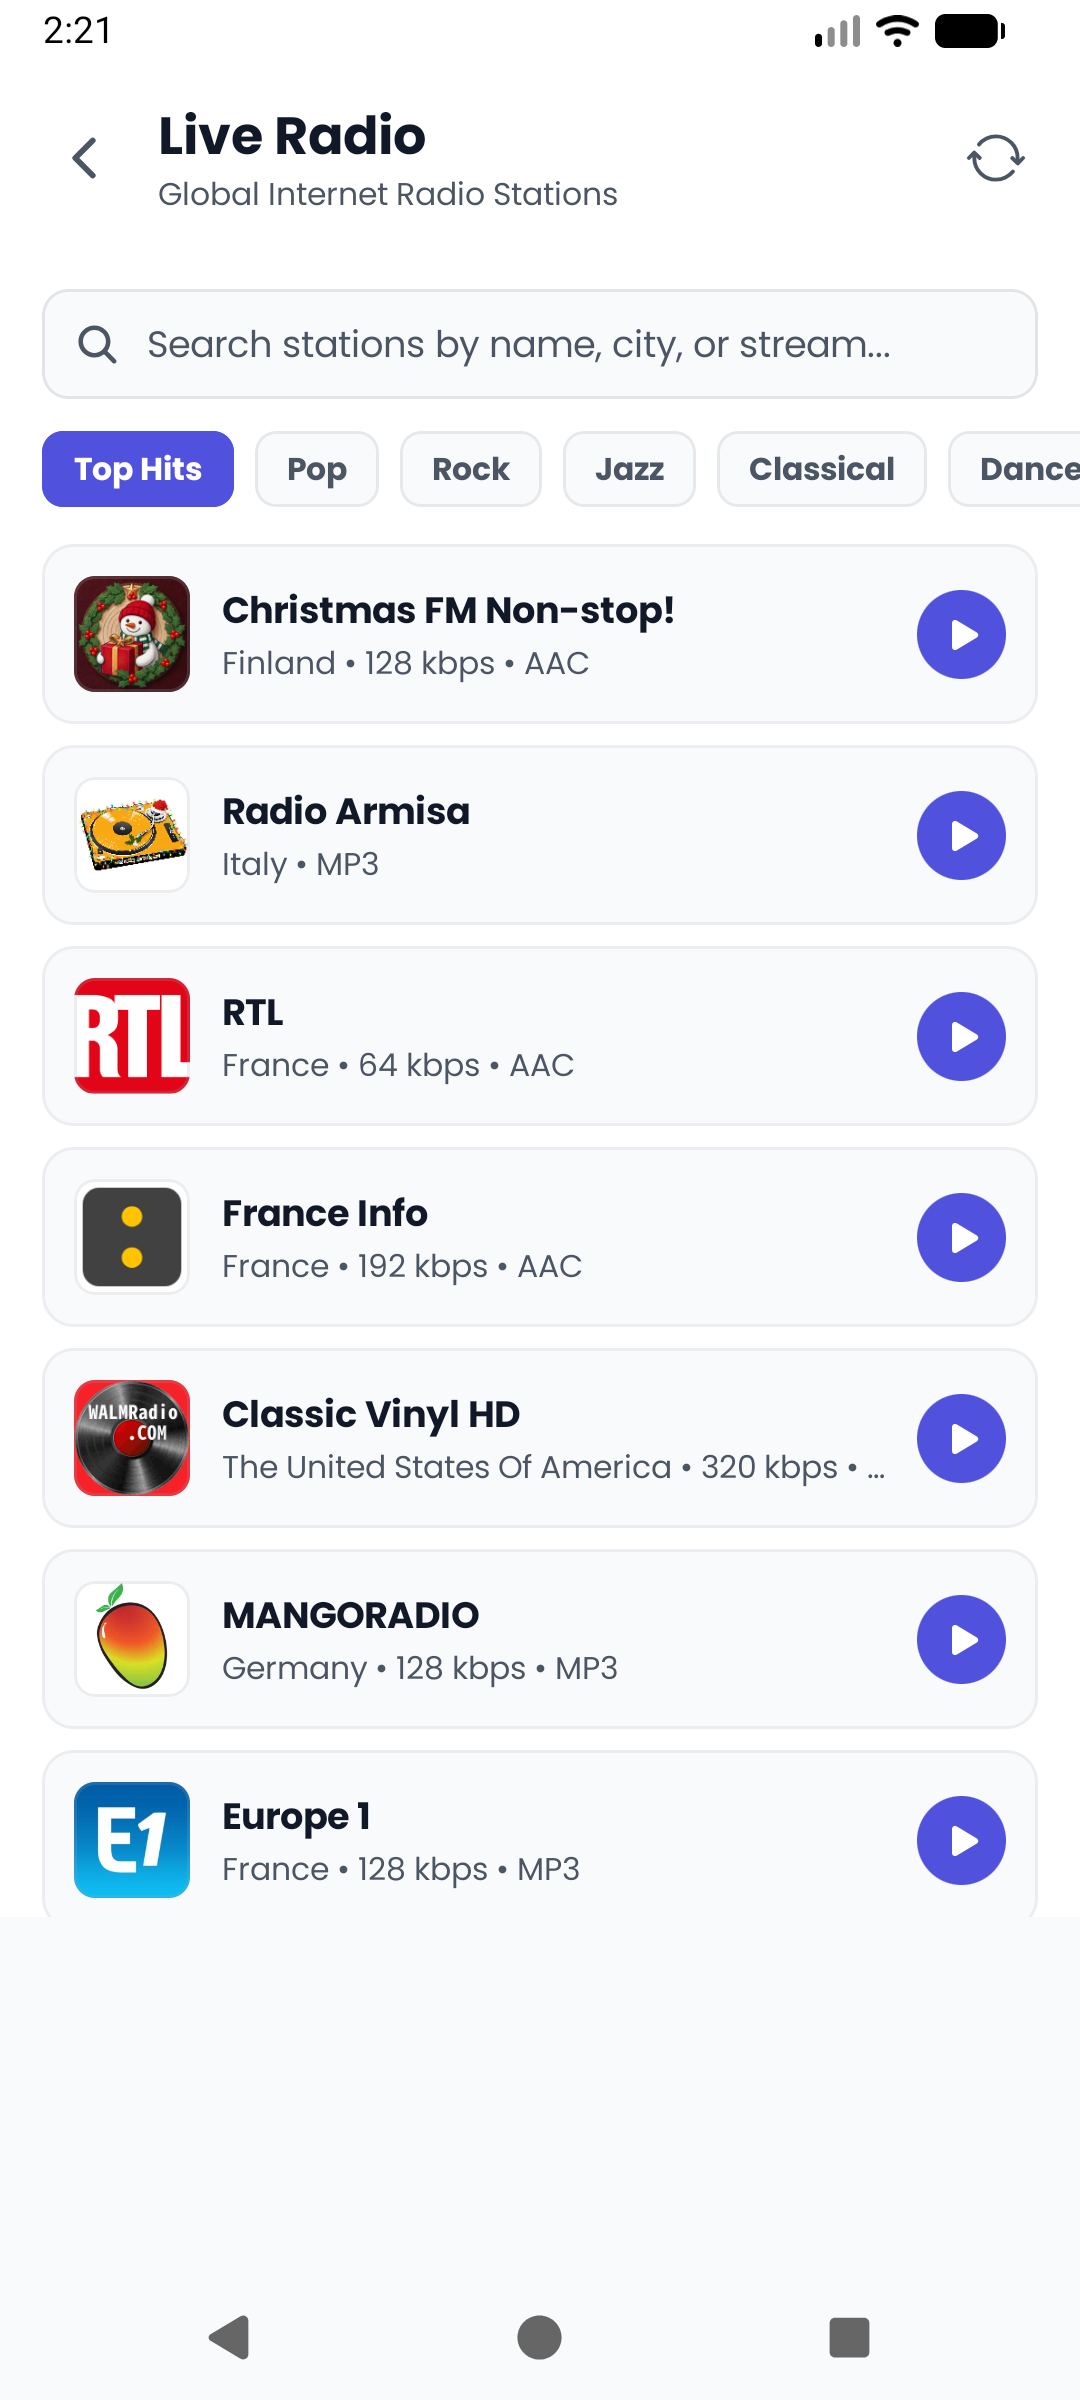 2:21
Live Radio
Global Internet Radio Stations
Search stations by name, city, or stream...
Top Hits
Pop
Rock
Jazz
Classical
Dance
Christmas FM Non-stop!
Finland • 128 kbps • AAC
Radio Armisa
Italy • MP3
RTL
RTL
France • 64 kbps • AAC
France Info
France • 192 kbps • AAC
WALMRadio
.COM
Classic Vinyl HD
The United States Of America • 320 kbps • ...
MANGORADIO
Germany • 128 kbps • MP3
E1
Europe 1
France • 128 kbps • MP3